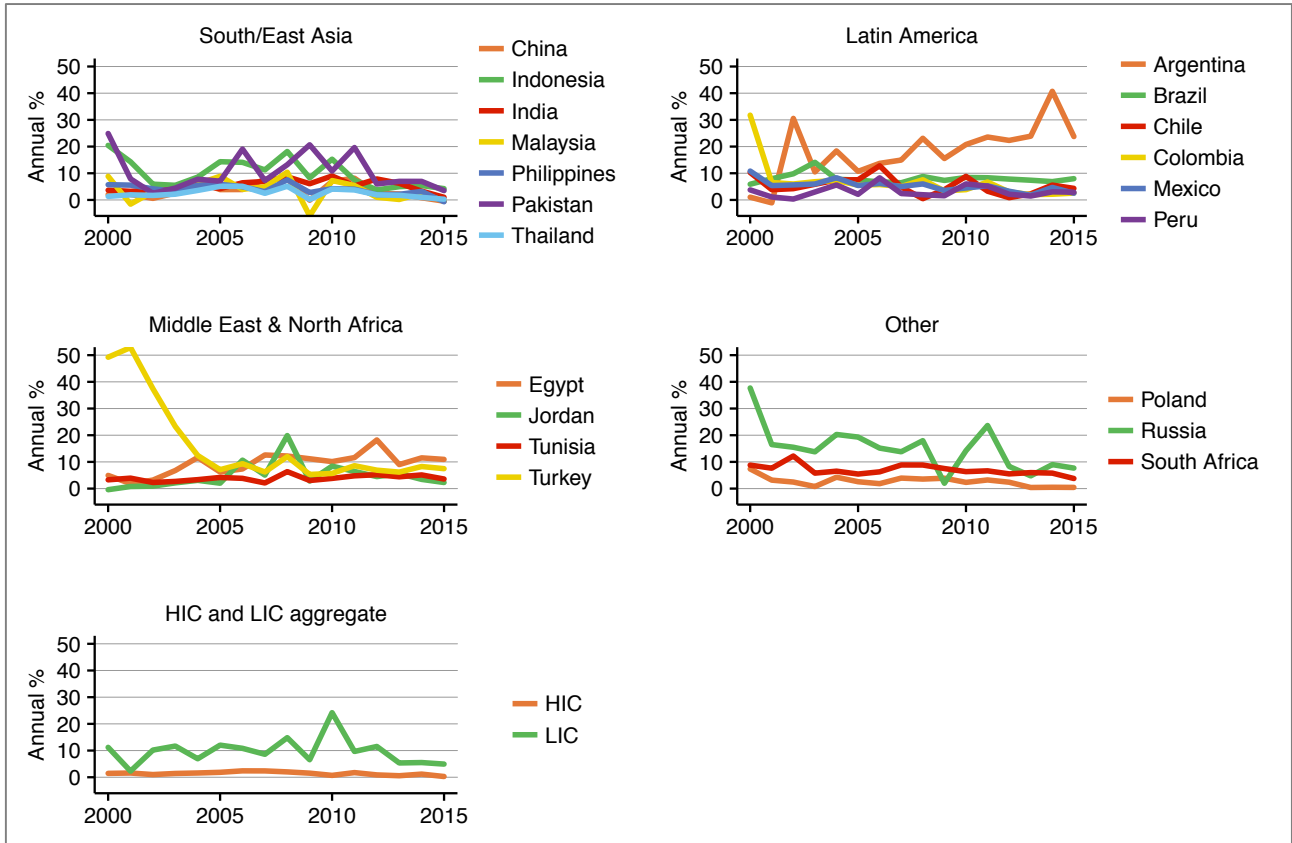 South/East Asia
Annual %
50
40
30
20
10
0
2000 2005 2010 2015
China
Indonesia
India
Malaysia
Philippines
Pakistan
Thailand
Latin America
Annual %
50
40
30
20
10
0
2000 2005 2010 2015
Argentina
Brazil
Chile
Colombia
Mexico
Peru
Middle East & North Africa
Annual %
50
40
30
20
10
0
2000 2005 2010 2015
Egypt
Jordan
Tunisia
Turkey
Other
Annual %
50
40
30
20
10
0
2000 2005 2010 2015
Poland
Russia
South Africa
HIC and LIC aggregate
Annual %
50
40
30
20
10
0
2000 2005 2010 2015
HIC
LIC